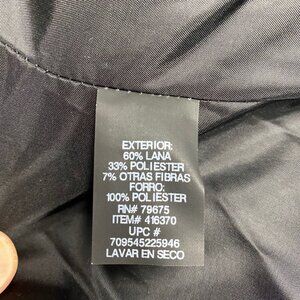 EXTERIOR:
60% LANA
33% POLIESTER
7% OTRAS FIBRAS
FORRO:
100% POLIESTER
RN# 79675
ITEM# 416370
UPC #
709545225946
LAVAR EN SECO